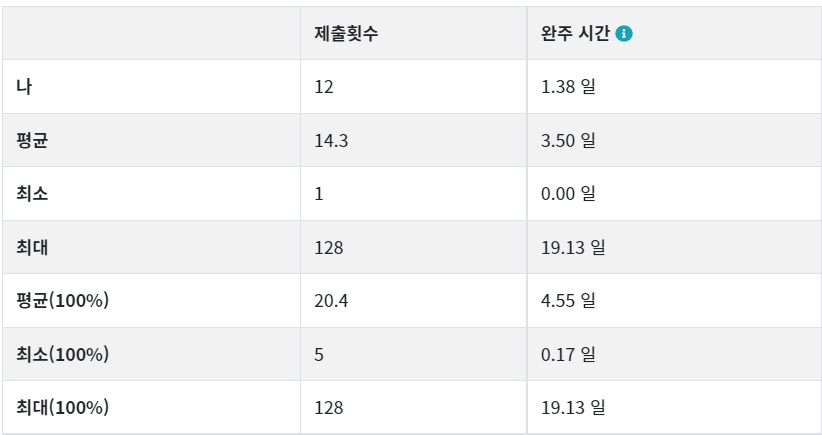 제출횟수 완주 시간
나 12 1.38 일
평균 14.3 3.50 일
최소 1 0.00 일
최대 128 19.13 일
평균(100%) 20.4 4.55 일
최소(100%) 5 0.17 일
최대(100%) 128 19.13 일